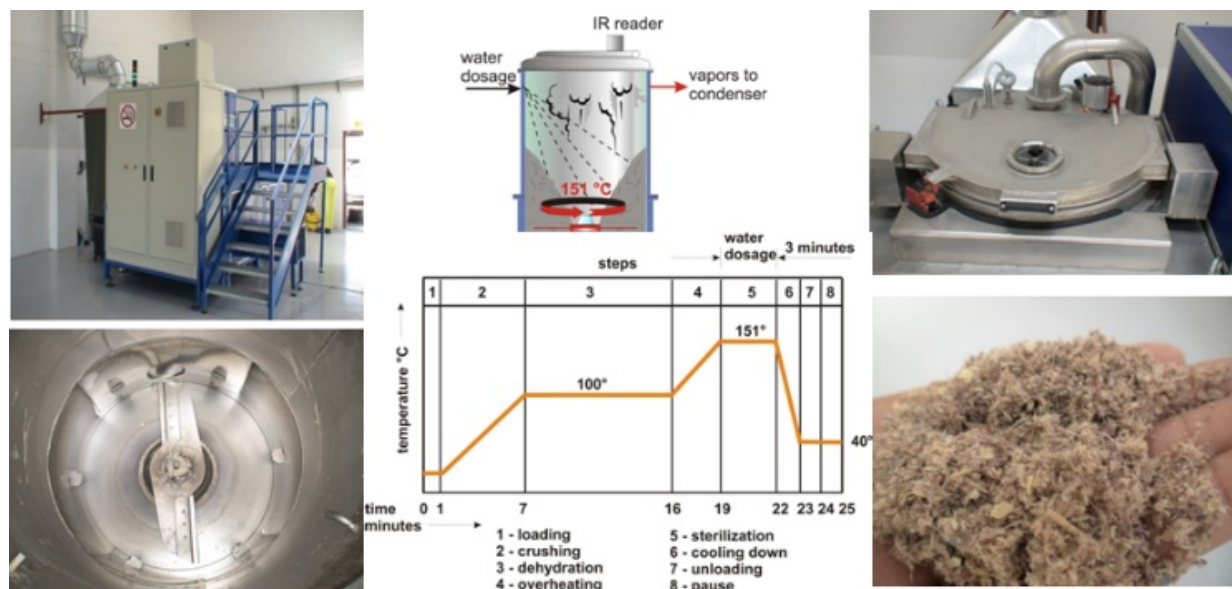 IR reader
water
dosage
vapors to
condenser
151 °C
water
dosage
3 minutes
steps
1 2 3 4 5 6 7 8
temperature °C
151°
100°
40°
time
minutes
0 1 7 16 19 22 23 24 25
1 - loading
2 - crushing
3 - dehydration
4 - overheating
5 - sterilization
6 - cooling down
7 - unloading
8 - pause